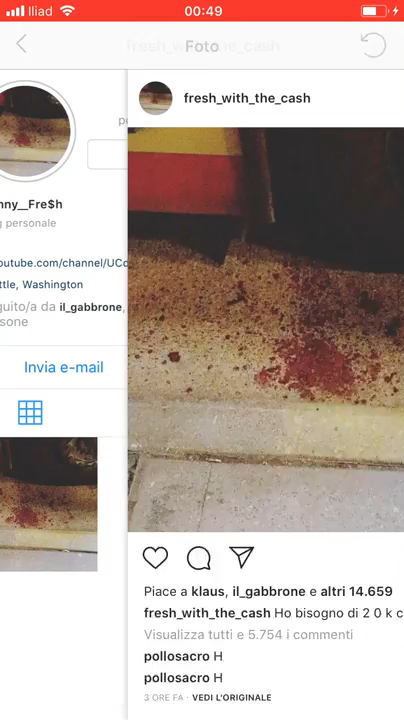 Iliad
00:49
fresh_with_the_cash
Foto
fresh_with_the_cash
nny__Fre$h
personale
outube.com/channel/UCo
ttle, Washington
guito/a da il_gabbrone,
sone
Invia e-mail
Piace a klaus, il_gabbrone e altri 14.659
fresh_with_the_cash Ho bisogno di 2 0 k c
Visualizza tutti e 5.754 i commenti
pollosacro H
pollosacro H
3 ORE FA · VEDI L'ORIGINALE